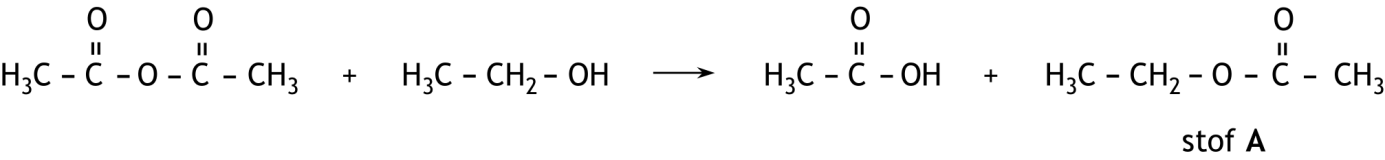 O O O O
H₃C – C – O – C – CH₃ + H₃C – CH₂ – OH ⟶ H₃C – C – OH + H₃C – CH₂ – O – C – CH₃
stof A